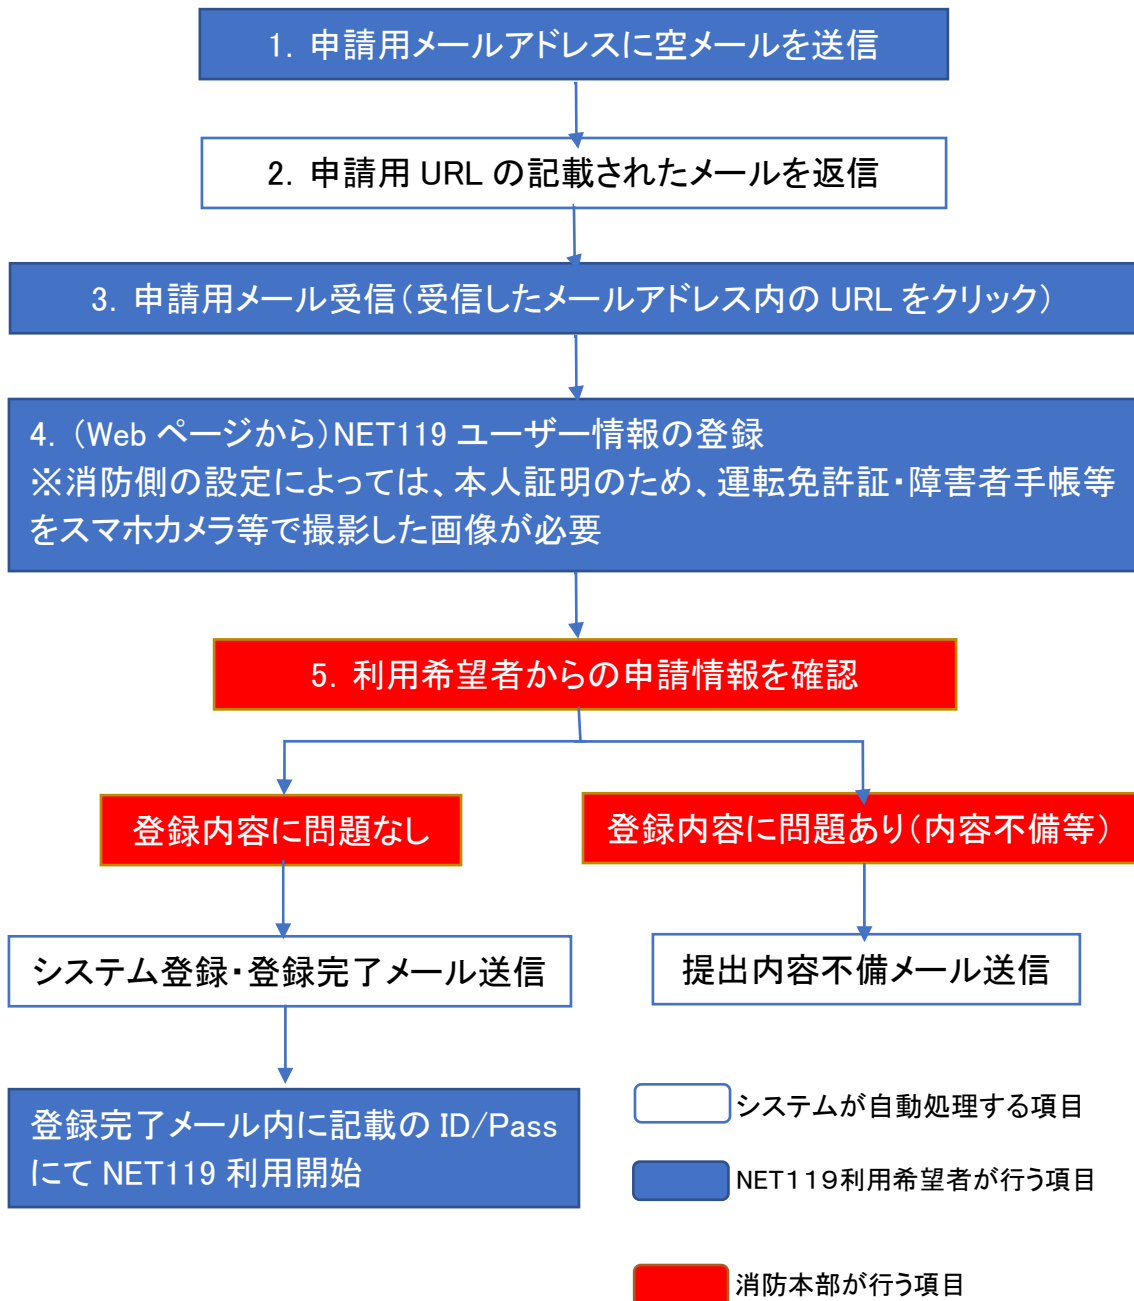 1. 申請用メールアドレスに空メールを送信
2. 申請用 URL の記載されたメールを返信
3. 申請用メール受信（受信したメールアドレス内の URL をクリック）
4. （Web ページから）NET119 ユーザー情報の登録
※消防側の設定によっては、本人証明のため、運転免許証・障害者手帳等
をスマホカメラ等で撮影した画像が必要
5. 利用希望者からの申請情報を確認
登録内容に問題なし
登録内容に問題あり（内容不備等）
システム登録・登録完了メール送信
提出内容不備メール送信
登録完了メール内に記載の ID/Pass
にて NET119 利用開始
システムが自動処理する項目
NET１１９利用希望者が行う項目
消防本部が行う項目